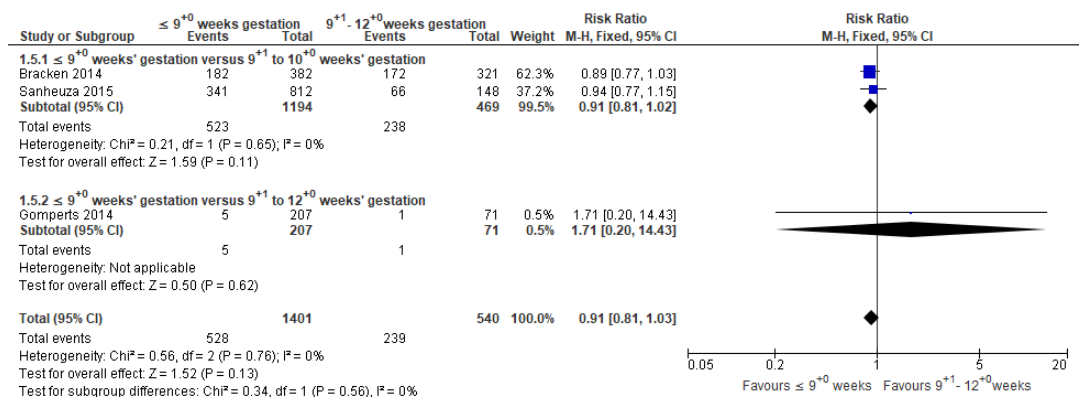 ≤ 9⁺⁰ weeks gestation 9⁺¹- 12⁺⁰weeks gestation Risk Ratio Risk Ratio
Study or Subgroup Events Total Events Total Weight M-H, Fixed, 95% CI M-H, Fixed, 95% CI
1.5.1 ≤ 9⁺⁰ weeks' gestation versus 9⁺¹ to 10⁺⁰ weeks' gestation
Bracken 2014 182 382 172 321 62.3% 0.89 [0.77, 1.03]
Sanheuza 2015 341 812 66 148 37.2% 0.94 [0.77, 1.15]
Subtotal (95% CI) 1194 469 99.5% 0.91 [0.81, 1.02]
Total events 523 238
Heterogeneity: Chi² = 0.21, df = 1 (P = 0.65); I² = 0%
Test for overall effect: Z = 1.59 (P = 0.11)
1.5.2 ≤ 9⁺⁰ weeks' gestation versus 9⁺¹ to 12⁺⁰ weeks' gestation
Gomperts 2014 5 207 1 71 0.5% 1.71 [0.20, 14.43]
Subtotal (95% CI) 207 71 0.5% 1.71 [0.20, 14.43]
Total events 5 1
Heterogeneity: Not applicable
Test for overall effect: Z = 0.50 (P = 0.62)
Total (95% CI) 1401 540 100.0% 0.91 [0.81, 1.03]
Total events 528 239
Heterogeneity: Chi² = 0.56, df = 2 (P = 0.76); I² = 0%
Test for overall effect: Z = 1.52 (P = 0.13)
Test for subgroup differences: Chi² = 0.34, df = 1 (P = 0.56), I² = 0%
0.05 0.2 1 5 20
Favours ≤ 9⁺⁰ weeks Favours 9⁺¹- 12⁺⁰weeks